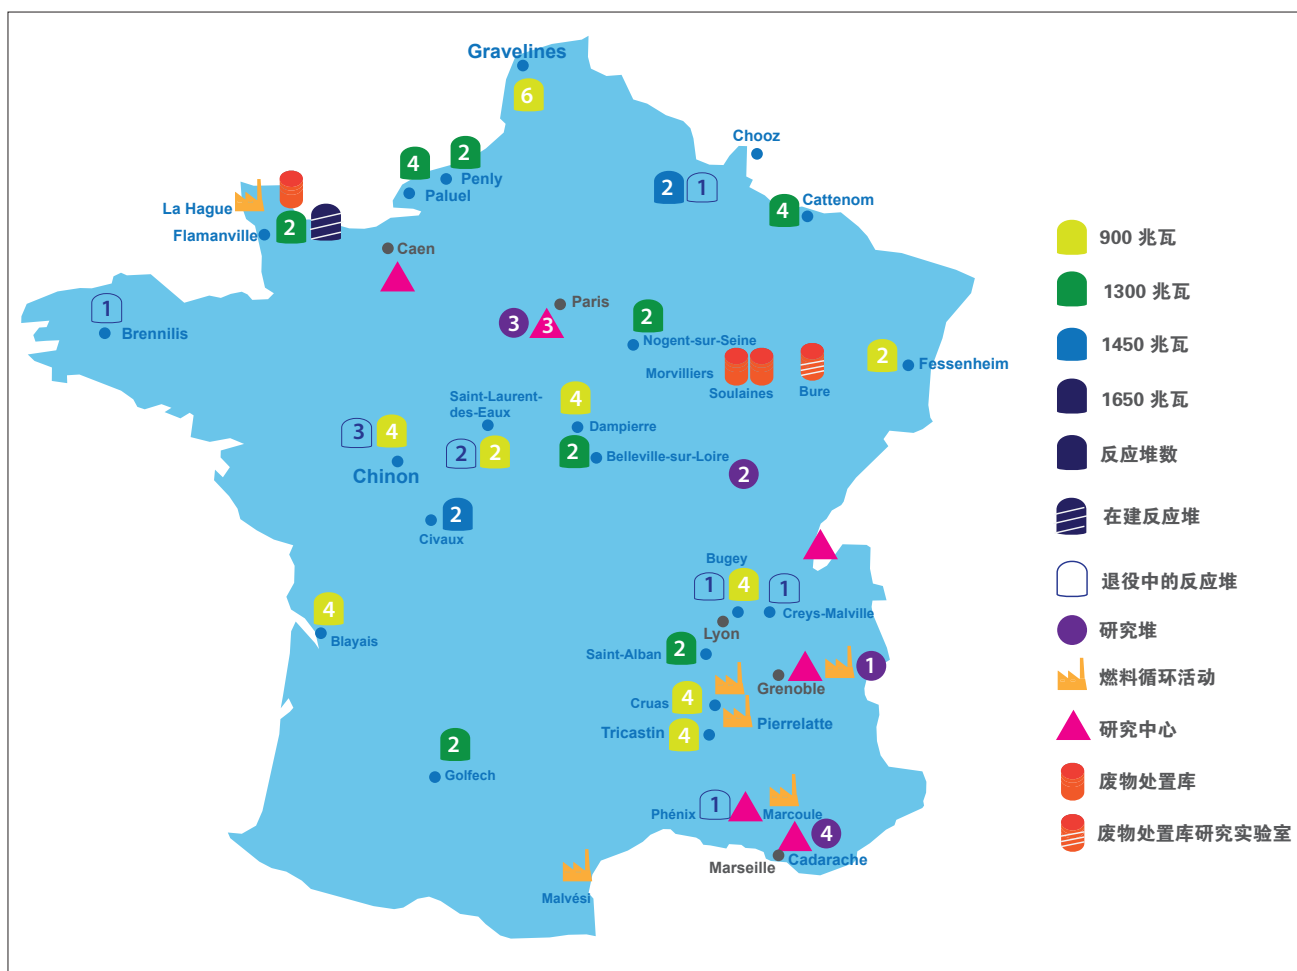 Gravelines
6
Chooz
4
2
Penly
Paluel
2
1
4
Cattenom
La Hague
Flamanville
2
Caen
1
Brennilis
Paris
3
3
2
Nogent-sur-Seine
Morvilliers
Soulaines
Bure
2
Fessenheim
Saint-Laurent-
des-Eaux
4
Dampierre
3
4
Chinon
2
2
2
Belleville-sur-Loire
2
2
Civaux
Bugey
1
4
1
Creys-Malville
Lyon
4
Blayais
Saint-Alban
2
Grenoble
1
Cruas
4
Pierrelatte
Tricastin
4
2
Golfech
Phénix
1
Marcoule
4
Marseille
Cadarache
Malvési
900 兆瓦
1300 兆瓦
1450 兆瓦
1650 兆瓦
反应堆数
在建反应堆
退役中的反应堆
研究堆
燃料循环活动
研究中心
废物处置库
废物处置库研究实验室